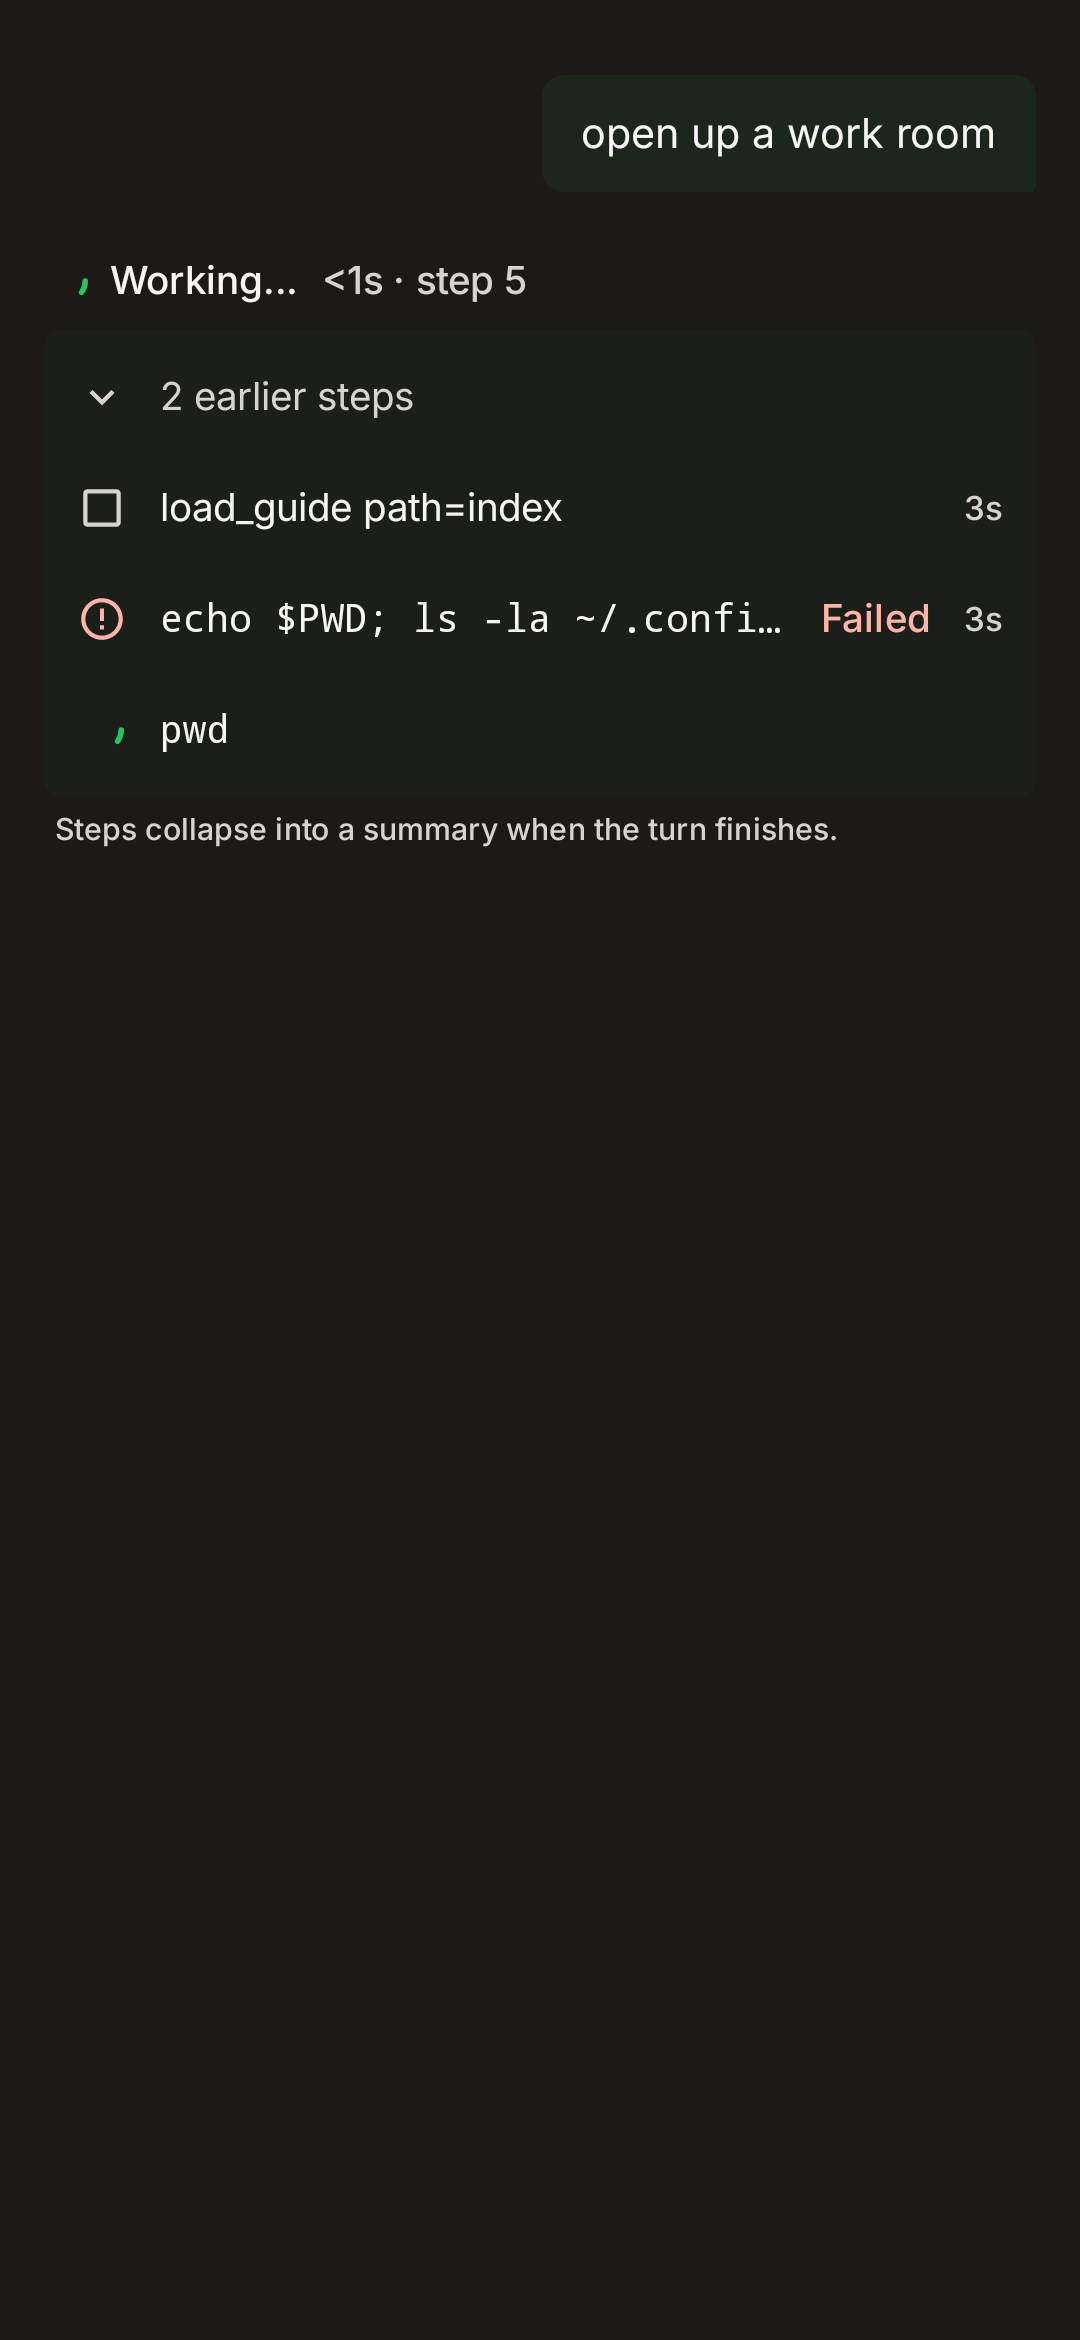 open up a work room
Working... <1s · step 5
2 earlier steps
load_guide path=index 3s
echo $PWD; ls -la ~/.confi… Failed 3s
pwd
Steps collapse into a summary when the turn finishes.